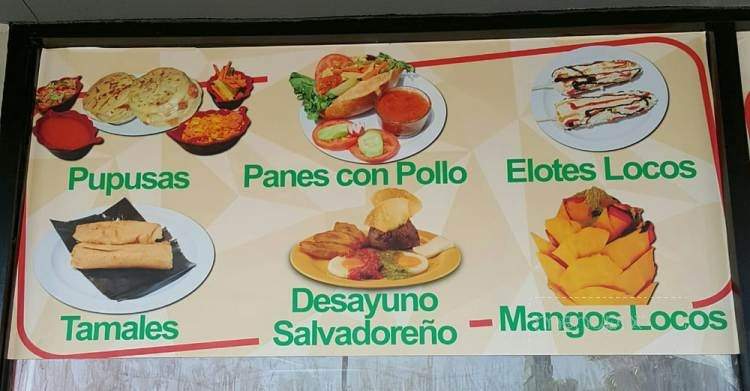 Pupusas
Panes con Pollo
Elotes Locos
Tamales
Desayuno
Salvadoreño
Mangos Locos